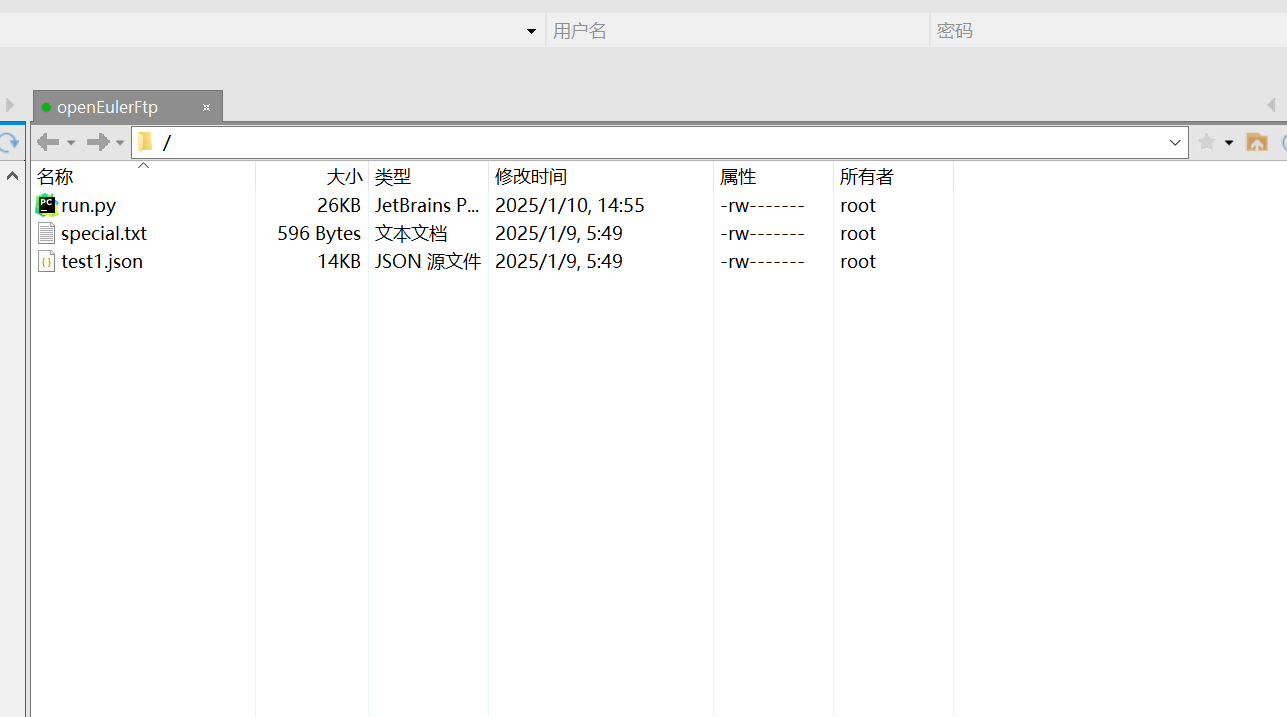 用户名 密码
openEulerFtp
/
名称 大小 类型 修改时间 属性 所有者
run.py 26KB JetBrains P... 2025/1/10, 14:55 -rw------- root
special.txt 596 Bytes 文本文档 2025/1/9, 5:49 -rw------- root
test1.json 14KB JSON 源文件 2025/1/9, 5:49 -rw------- root